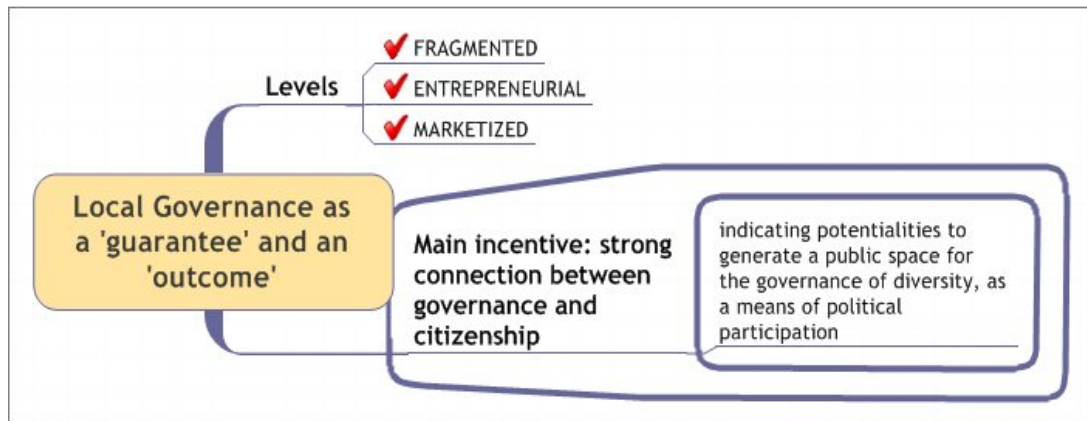 Levels
FRAGMENTED
ENTREPRENEURIAL
MARKETIZED
Local Governance as
a 'guarantee' and an
'outcome'
Main incentive: strong
connection between
governance and
citizenship
indicating potentialities to
generate a public space for
the governance of diversity, as
a means of political
participation